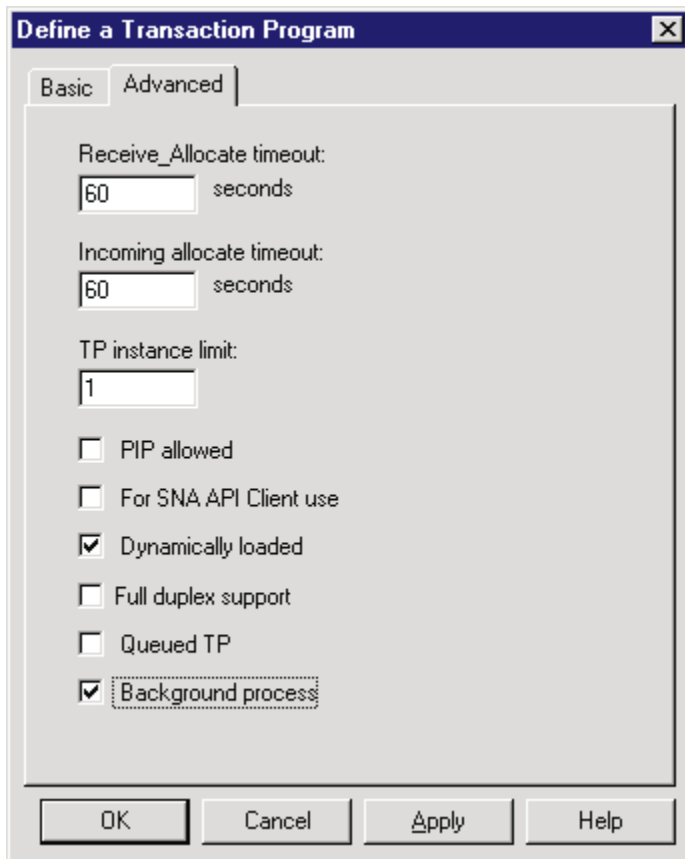 Define a Transaction Program
Basic
Advanced
Receive_Allocate timeout:
60 seconds
Incoming allocate timeout:
60 seconds
TP instance limit:
1
PIP allowed
For SNA API Client use
Dynamically loaded
Full duplex support
Queued TP
Background process
OK Cancel Apply Help